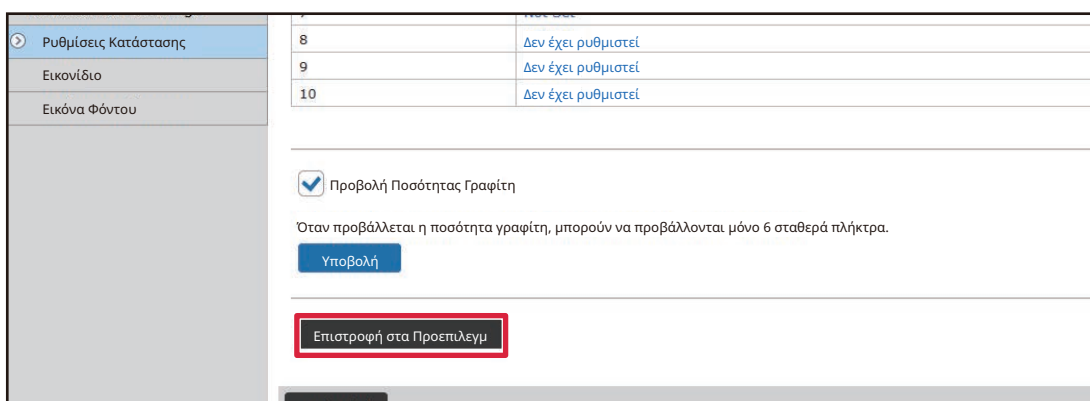 Ρυθμίσεις Κατάστασης
Εικονίδιο
Εικόνα Φόντου
8 Δεν έχει ρυθμιστεί
9 Δεν έχει ρυθμιστεί
10 Δεν έχει ρυθμιστεί
Προβολή Ποσότητας Γραφίτη
Όταν προβάλλεται η ποσότητα γραφίτη, μπορούν να προβάλλονται μόνο 6 σταθερά πλήκτρα.
Υποβολή
Επιστροφή στα Προεπιλεγμ